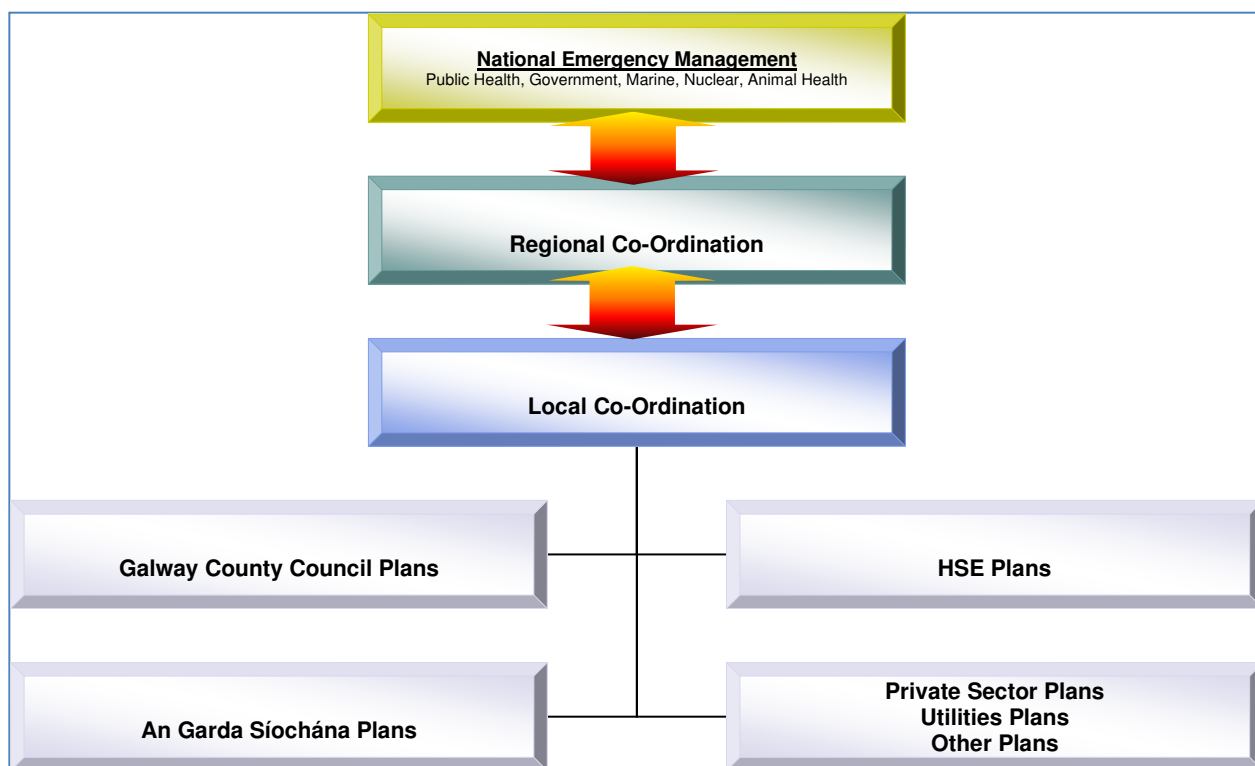 National Emergency Management
Public Health, Government, Marine, Nuclear, Animal Health
Regional Co-Ordination
Local Co-Ordination
Galway County Council Plans
HSE Plans
An Garda Síochána Plans
Private Sector Plans
Utilities Plans
Other Plans